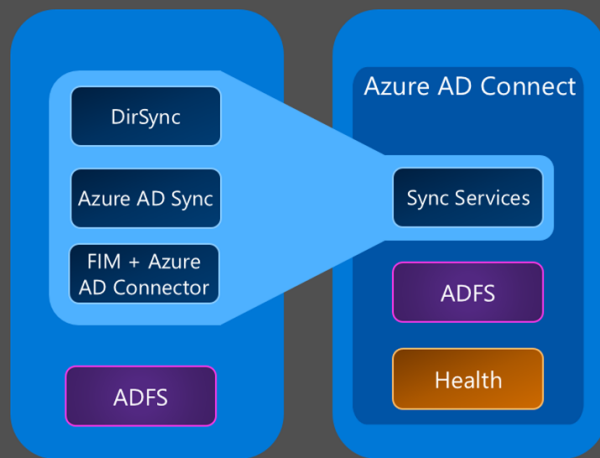 DirSync
Azure AD Sync
FIM + Azure
AD Connector
ADFS
Azure AD Connect
Sync Services
ADFS
Health